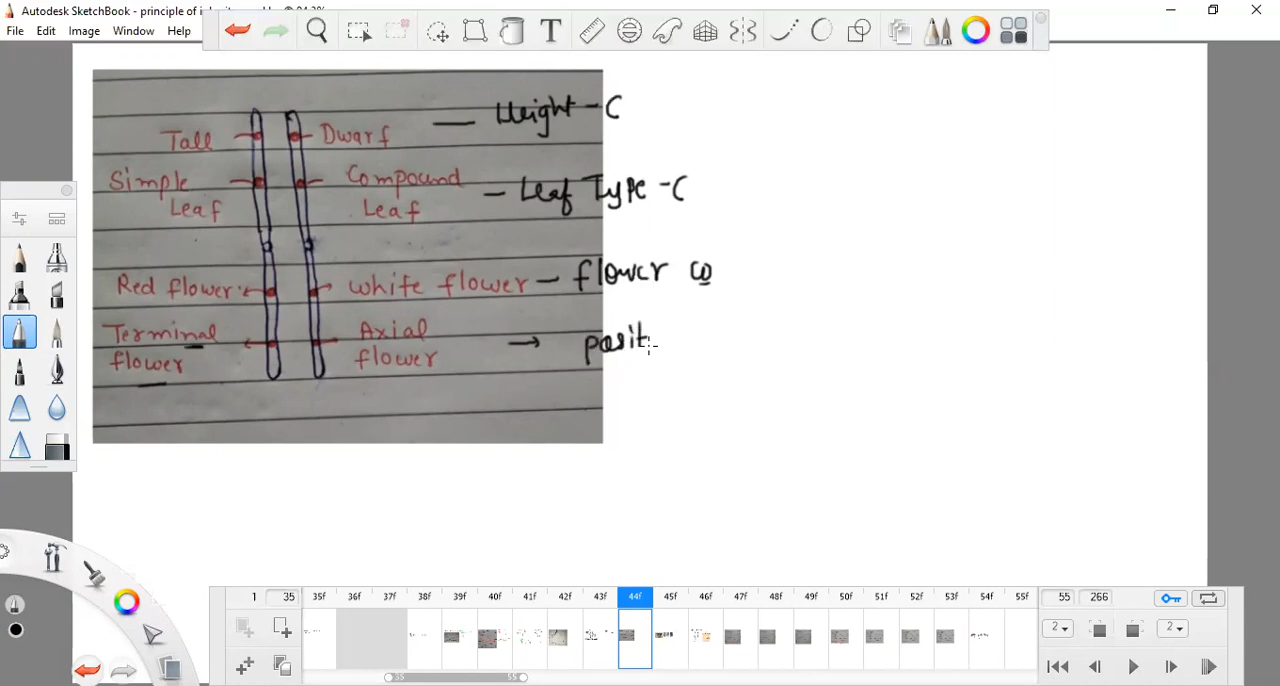 Autodesk SketchBook - principle of
File Edit Image Window Help
Tall Dwarf — Height - C
Simple Leaf Compound Leaf — Leaf Type - C
Red flower white flower — flower co
Terminal flower Axial flower → posit
1 35 35f 36f 37f 38f 39f 40f 41f 42f 43f 44f 45f 46f 47f 48f 49f 50f 51f 52f 53f 54f 55f 55 266
2 2
35 55